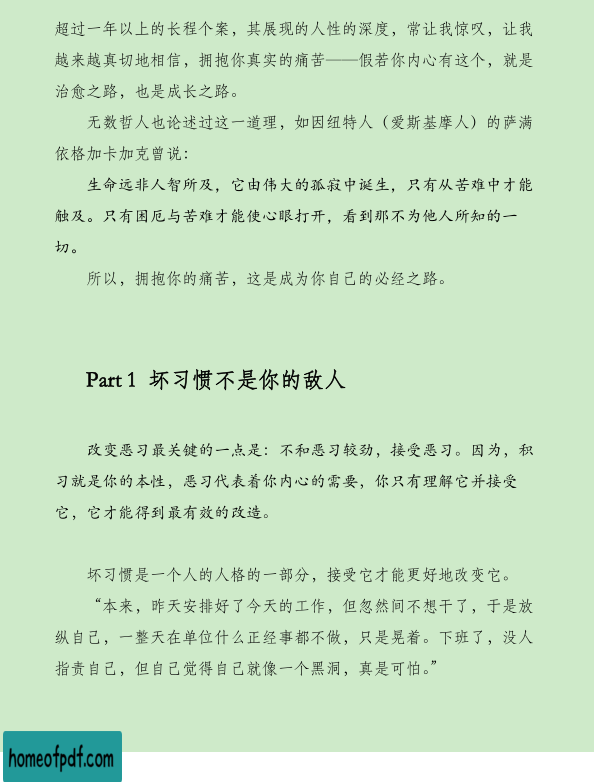 超过一年以上的长程个案，其展现的人性的深度，常让我惊叹，让我
越来越真切地相信，拥抱你真实的痛苦——假若你内心有这个，就是
治愈之路，也是成长之路。
无数哲人也论述过这一道理，如因纽特人（爱斯基摩人）的萨满
依格加卡加克曾说：
生命远非人智所及，它由伟大的孤寂中诞生，只有从苦难中才能
触及。只有困厄与苦难才能使心眼打开，看到那不为他人所知的一
切。
所以，拥抱你的痛苦，这是成为你自己的必经之路。
Part 1 坏习惯不是你的敌人
改变恶习最关键的一点是：不和恶习较劲，接受恶习。因为，积
习就是你的本性，恶习代表着你内心的需要，你只有理解它并接受
它，它才能得到最有效的改造。
坏习惯是一个人的人格的一部分，接受它才能更好地改变它。
“本来，昨天安排好了今天的工作，但忽然间不想干了，于是放
纵自己，一整天在单位什么正经事都不做，只是晃着。下班了，没人
指责自己，但自己觉得自己就像一个黑洞，真是可怕。”
homeofpdf.com